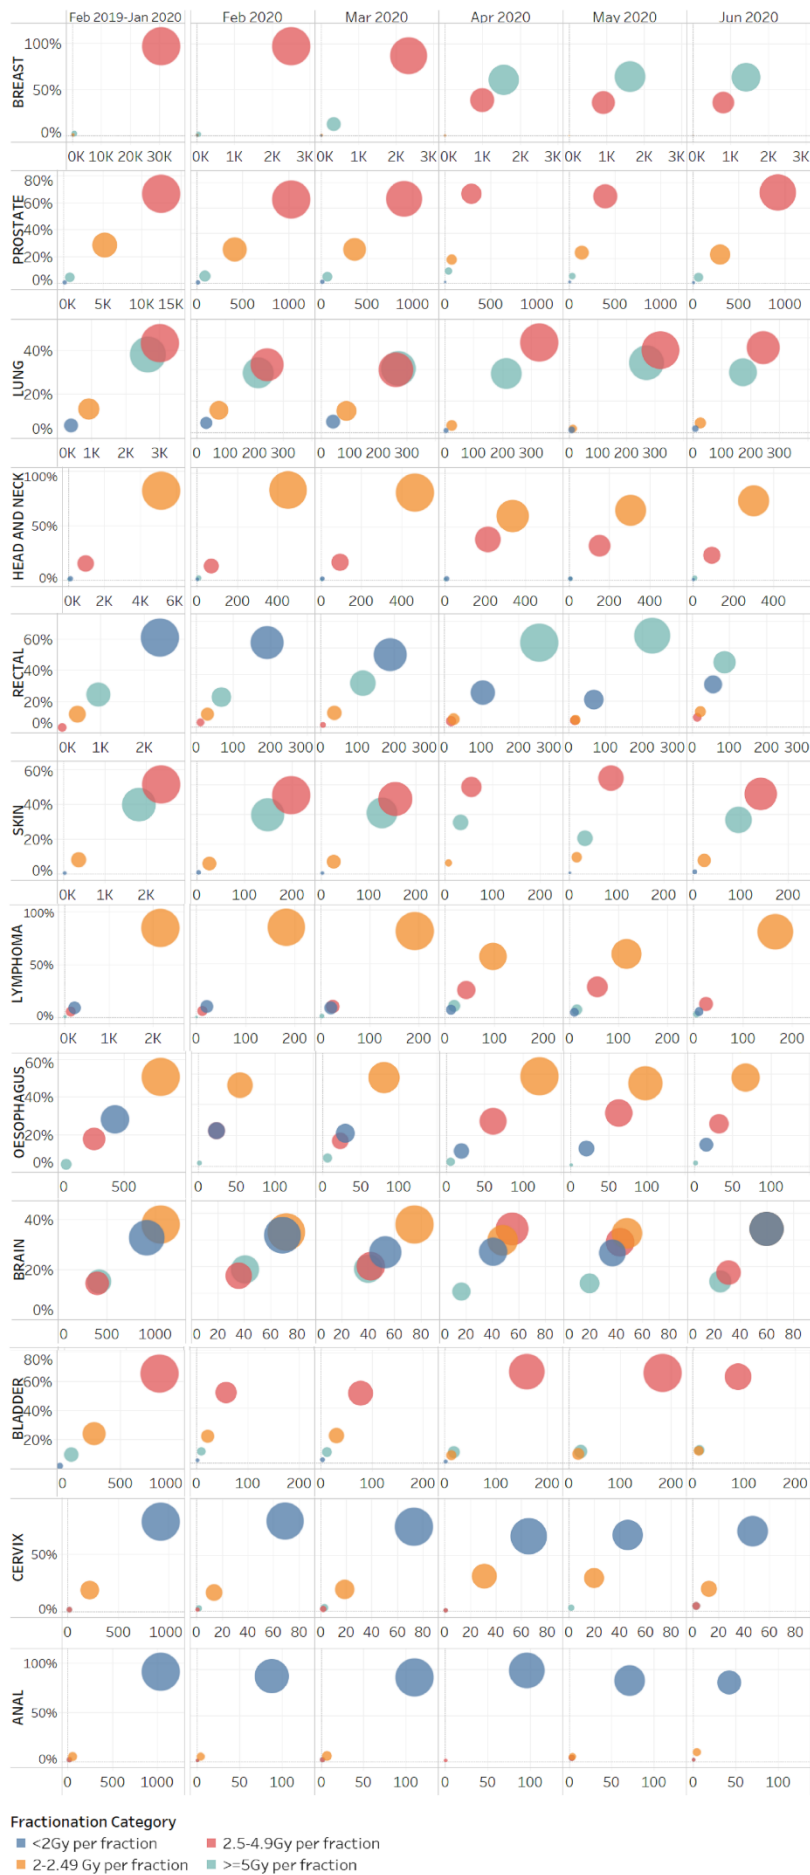 Feb 2019-Jan 2020 Feb 2020 Mar 2020 Apr 2020 May 2020 Jun 2020
BREAST
100%
50%
0%
0K 10K 20K 30K 0K 1K 2K 3K 0K 1K 2K 3K 0K 1K 2K 3K 0K 1K 2K 3K 0K 1K 2K 3K
PROSTATE
80%
60%
40%
20%
0%
0K 5K 10K 15K 0 500 1000 0 500 1000 0 500 1000 0 500 1000 0 500 1000
LUNG
40%
20%
0%
0K 1K 2K 3K 0 100 200 300 0 100 200 300 0 100 200 300 0 100 200 300 0 100 200 300
HEAD AND NECK
100%
50%
0%
0K 2K 4K 6K 0 200 400 0 200 400 0 200 400 0 200 400 0 200 400
RECTAL
60%
40%
20%
0%
0K 1K 2K 0 100 200 300 0 100 200 300 0 100 200 300 0 100 200 300 0 100 200 300
SKIN
60%
40%
20%
0%
0K 1K 2K 0 100 200 0 100 200 0 100 200 0 100 200 0 100 200
LYMPHOMA
100%
50%
0%
0K 1K 2K 0 100 200 0 100 200 0 100 200 0 100 200 0 100 200
OESOPHAGUS
60%
40%
20%
0%
0 500 0 50 100 0 50 100 0 50 100 0 50 100 0 50 100
BRAIN
40%
20%
0%
0 500 1000 0 20 40 60 80 0 20 40 60 80 0 20 40 60 80 0 20 40 60 80 0 20 40 60 80
BLADDER
80%
60%
40%
20%
0 500 1000 0 100 200 0 100 200 0 100 200 0 100 200 0 100 200
CERVIX
50%
0%
0 500 1000 0 20 40 60 80 0 20 40 60 80 0 20 40 60 80 0 20 40 60 80 0 20 40 60 80
ANAL
100%
50%
0%
0 500 1000 0 50 100 0 50 100 0 50 100 0 50 100 0 50 100
Fractionation Category
<2Gy per fraction 2.5-4.9Gy per fraction
2-2.49 Gy per fraction >=5Gy per fraction